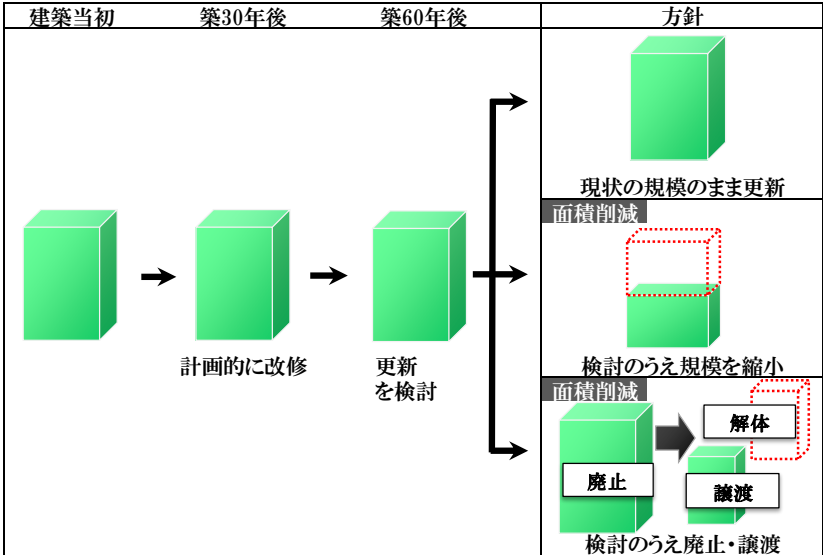 建築当初
築30年後
築60年後
方針
現状の規模のまま更新
面積削減
計画的に改修
更新
を検討
検討のうえ規模を縮小
面積削減
解体
廃止
譲渡
検討のうえ廃止・譲渡